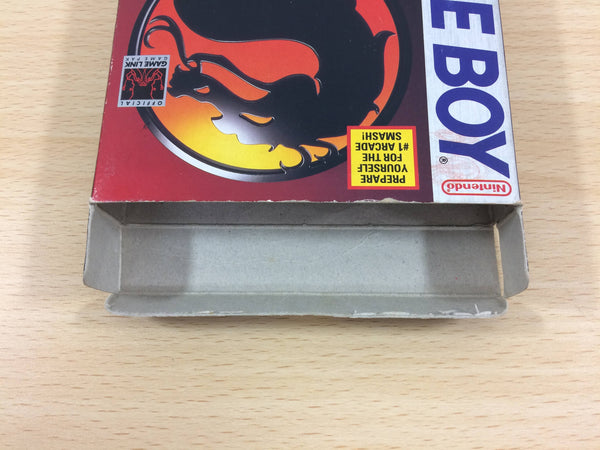 E BOY®
Nintendo®
PREPARE
YOURSELF
FOR THE
#1 ARCADE
SMASH!
OFFICIAL
GAME LINK
GAME PAK